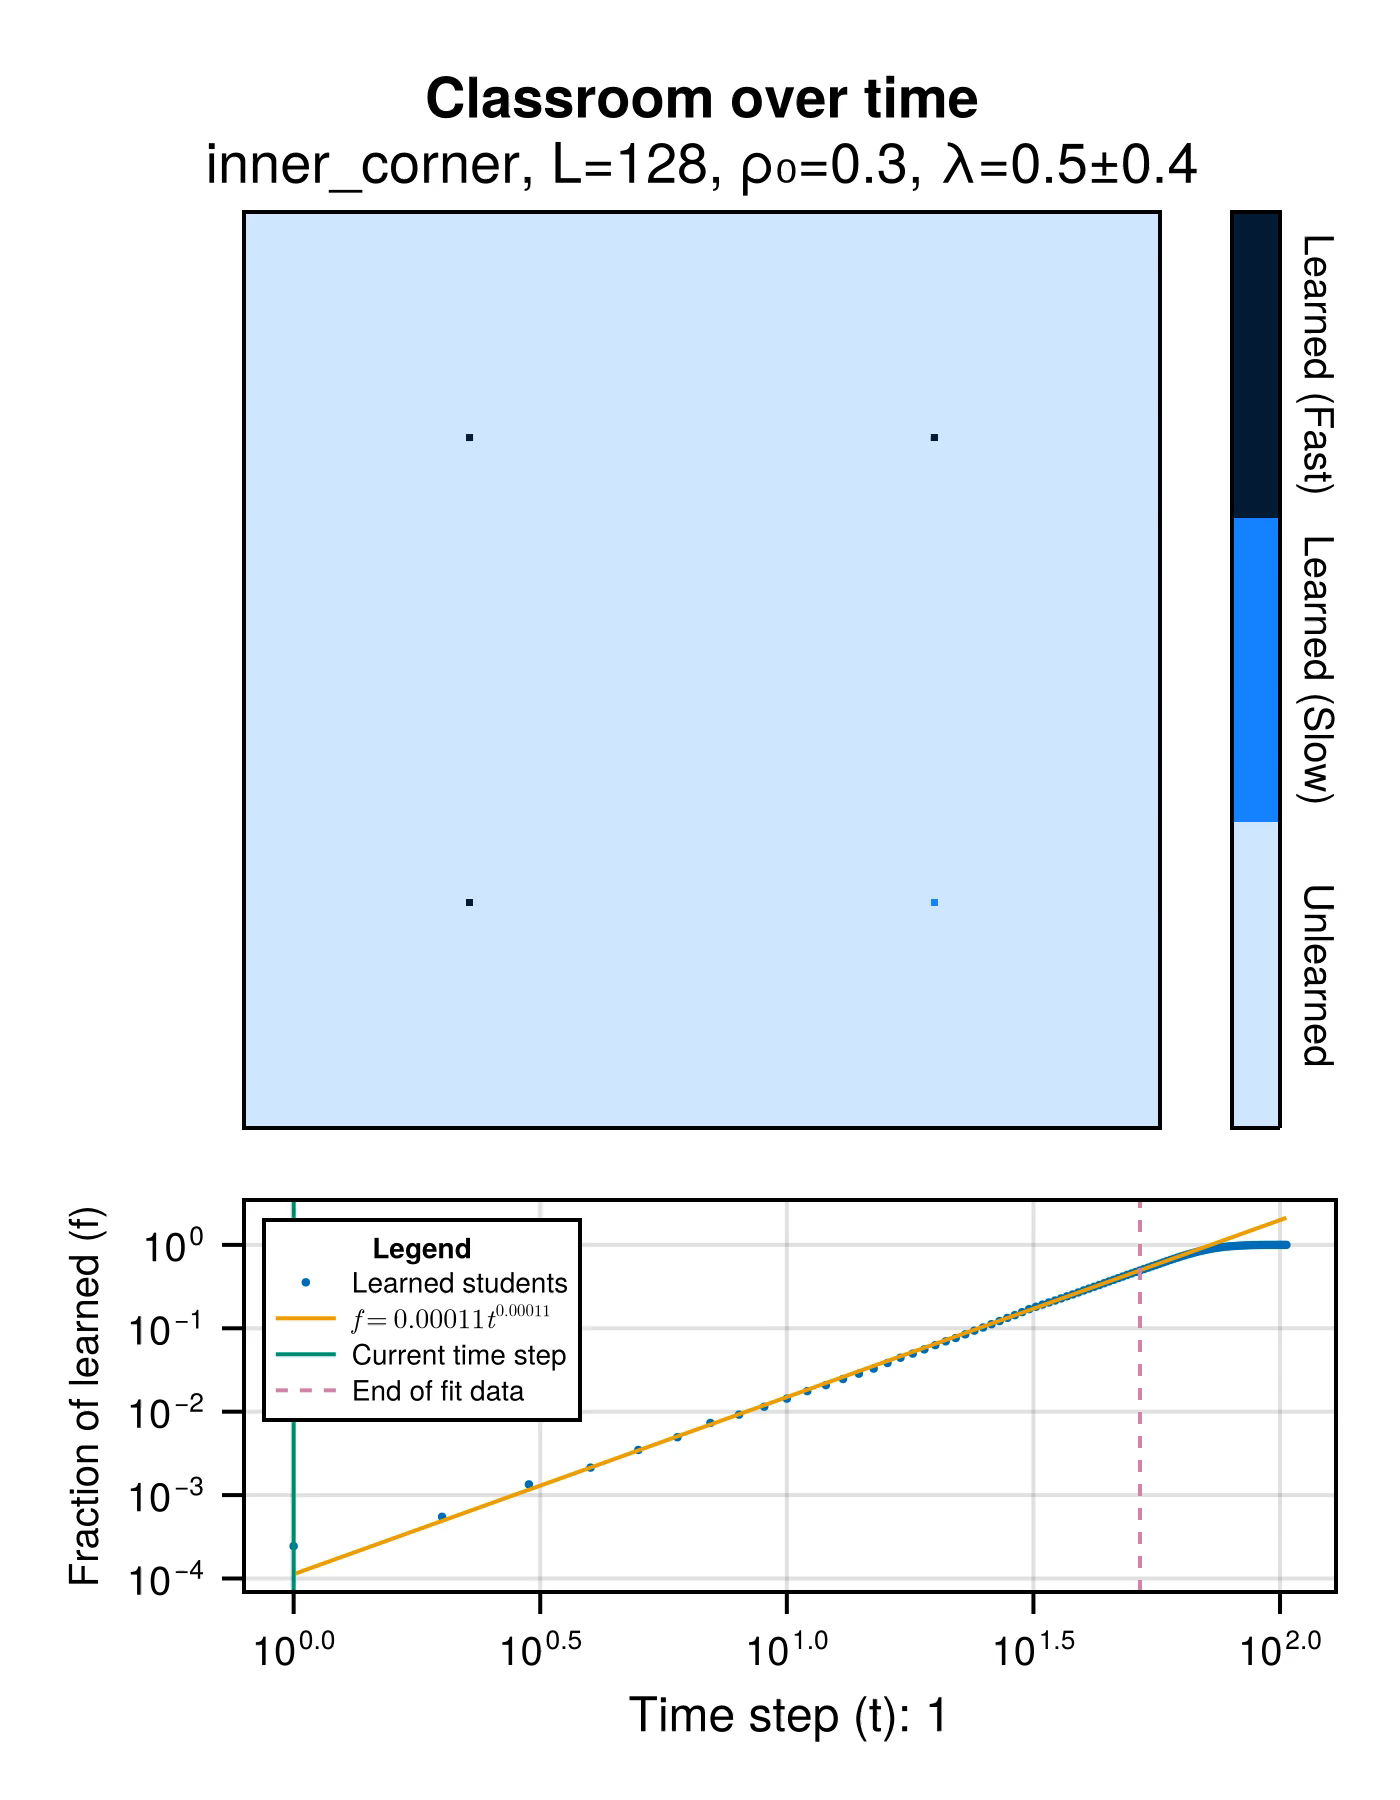 Classroom over time
inner_corner, L=128, ρ₀=0.3, λ=0.5±0.4
Learned (Fast)
Learned (Slow)
Unlearned
Fraction of learned (f)
10⁰
10⁻¹
10⁻²
10⁻³
10⁻⁴
Legend
Learned students
f = 0.00011t^0.00011
Current time step
End of fit data
10^0.0
10^0.5
10^1.0
10^1.5
10^2.0
Time step (t): 1